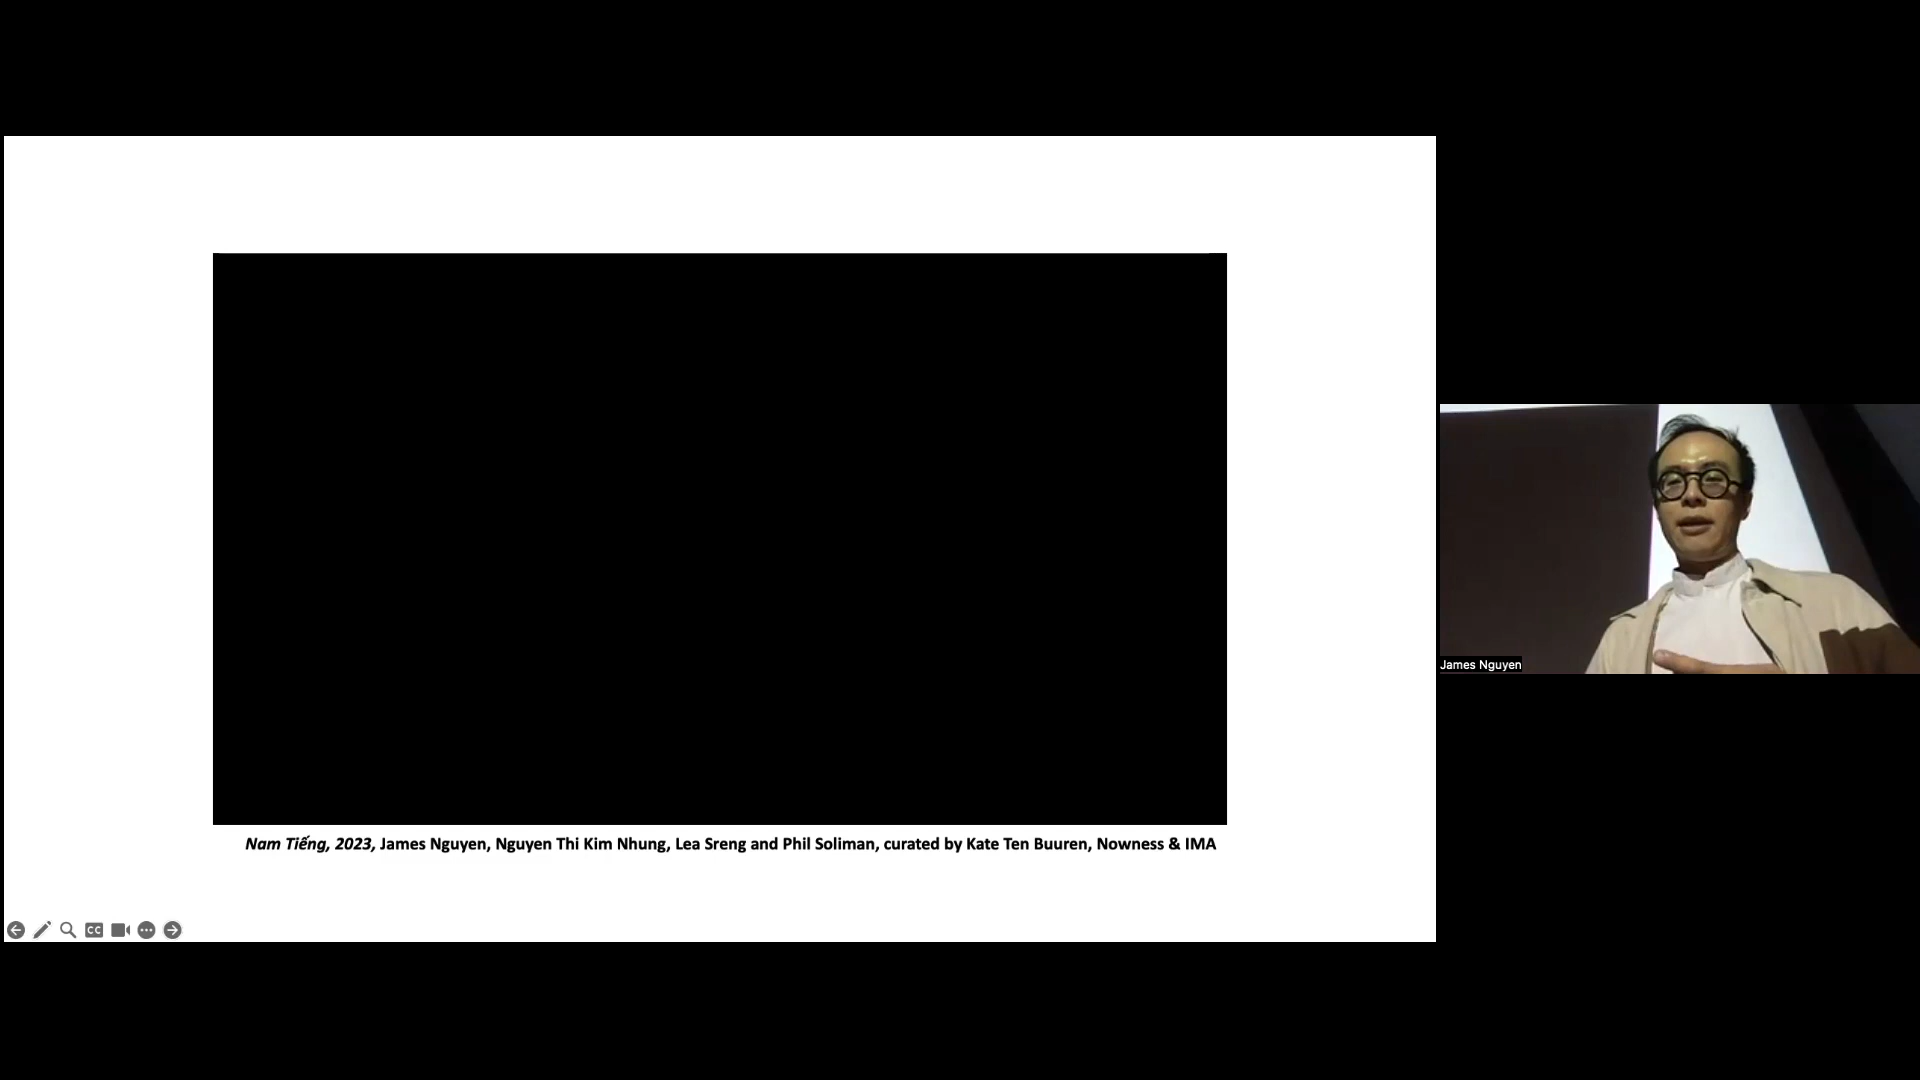 Nam Tiếng, 2023, James Nguyen, Nguyen Thi Kim Nhung, Lea Sreng and Phil Soliman, curated by Kate Ten Buuren, Nowness & IMA
James Nguyen
CC